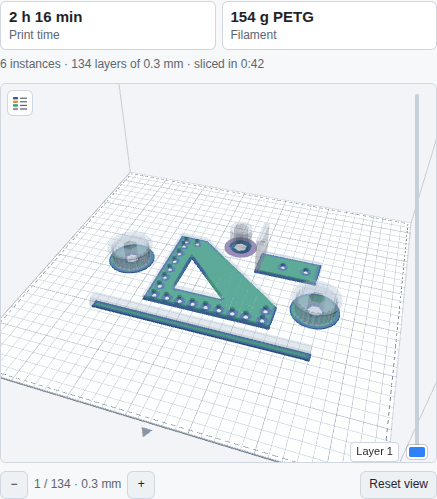 2 h 16 min
Print time
154 g PETG
Filament
6 instances · 134 layers of 0.3 mm · sliced in 0:42
Layer 1
−
1 / 134 · 0.3 mm
+
Reset view